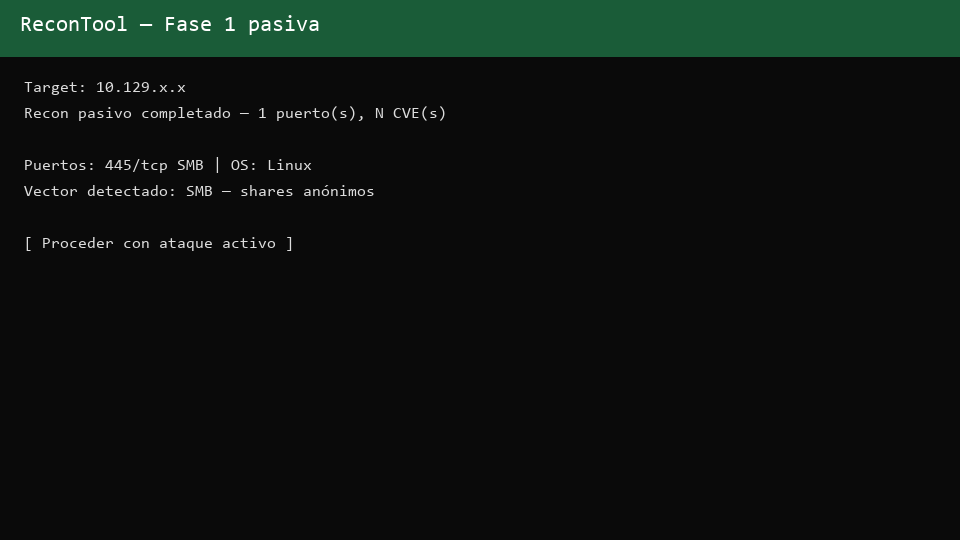 ReconTool — Fase 1 pasiva
Target: 10.129.x.x
Recon pasivo completado — 1 puerto(s), N CVE(s)
Puertos: 445/tcp SMB | OS: Linux
Vector detectado: SMB — shares anónimos
[ Proceder con ataque activo ]